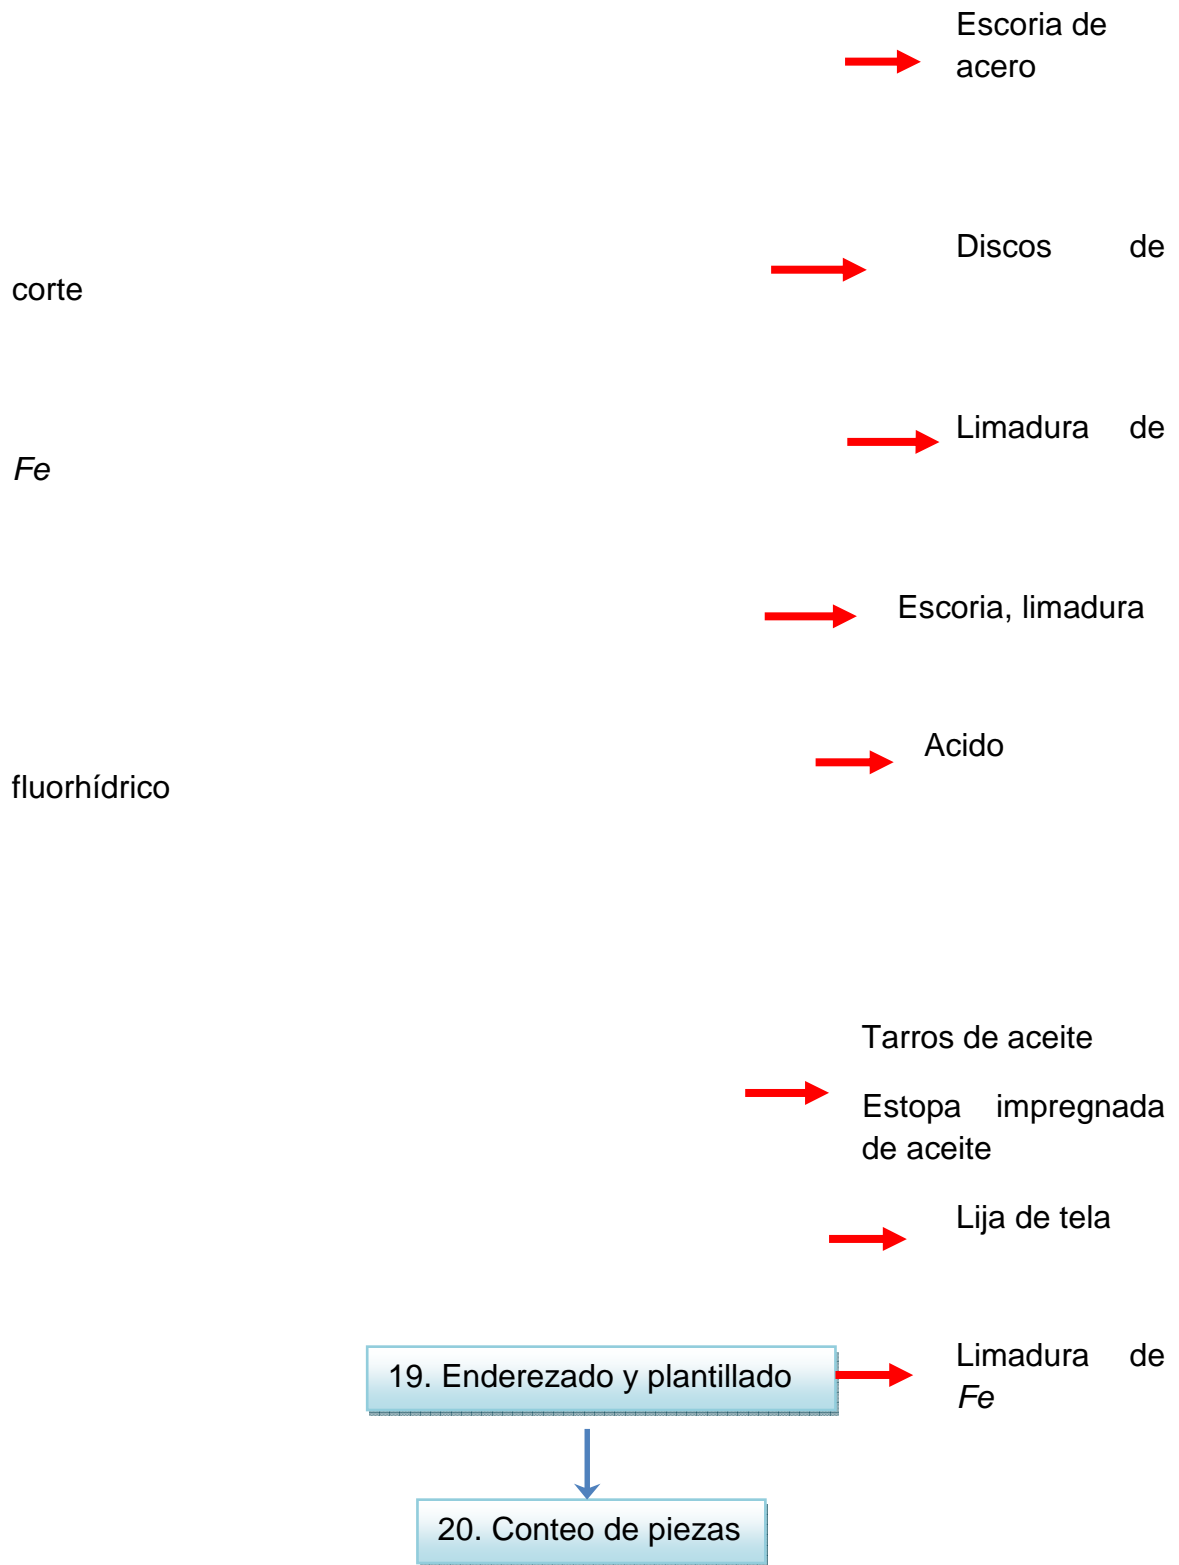 Escoria de
acero
Discos de
corte
Limadura de
Fe
Escoria, limadura
Acido
fluorhídrico
Tarros de aceite
Estopa impregnada
de aceite
Lija de tela
19. Enderezado y plantillado
Limadura de
Fe
20. Conteo de piezas